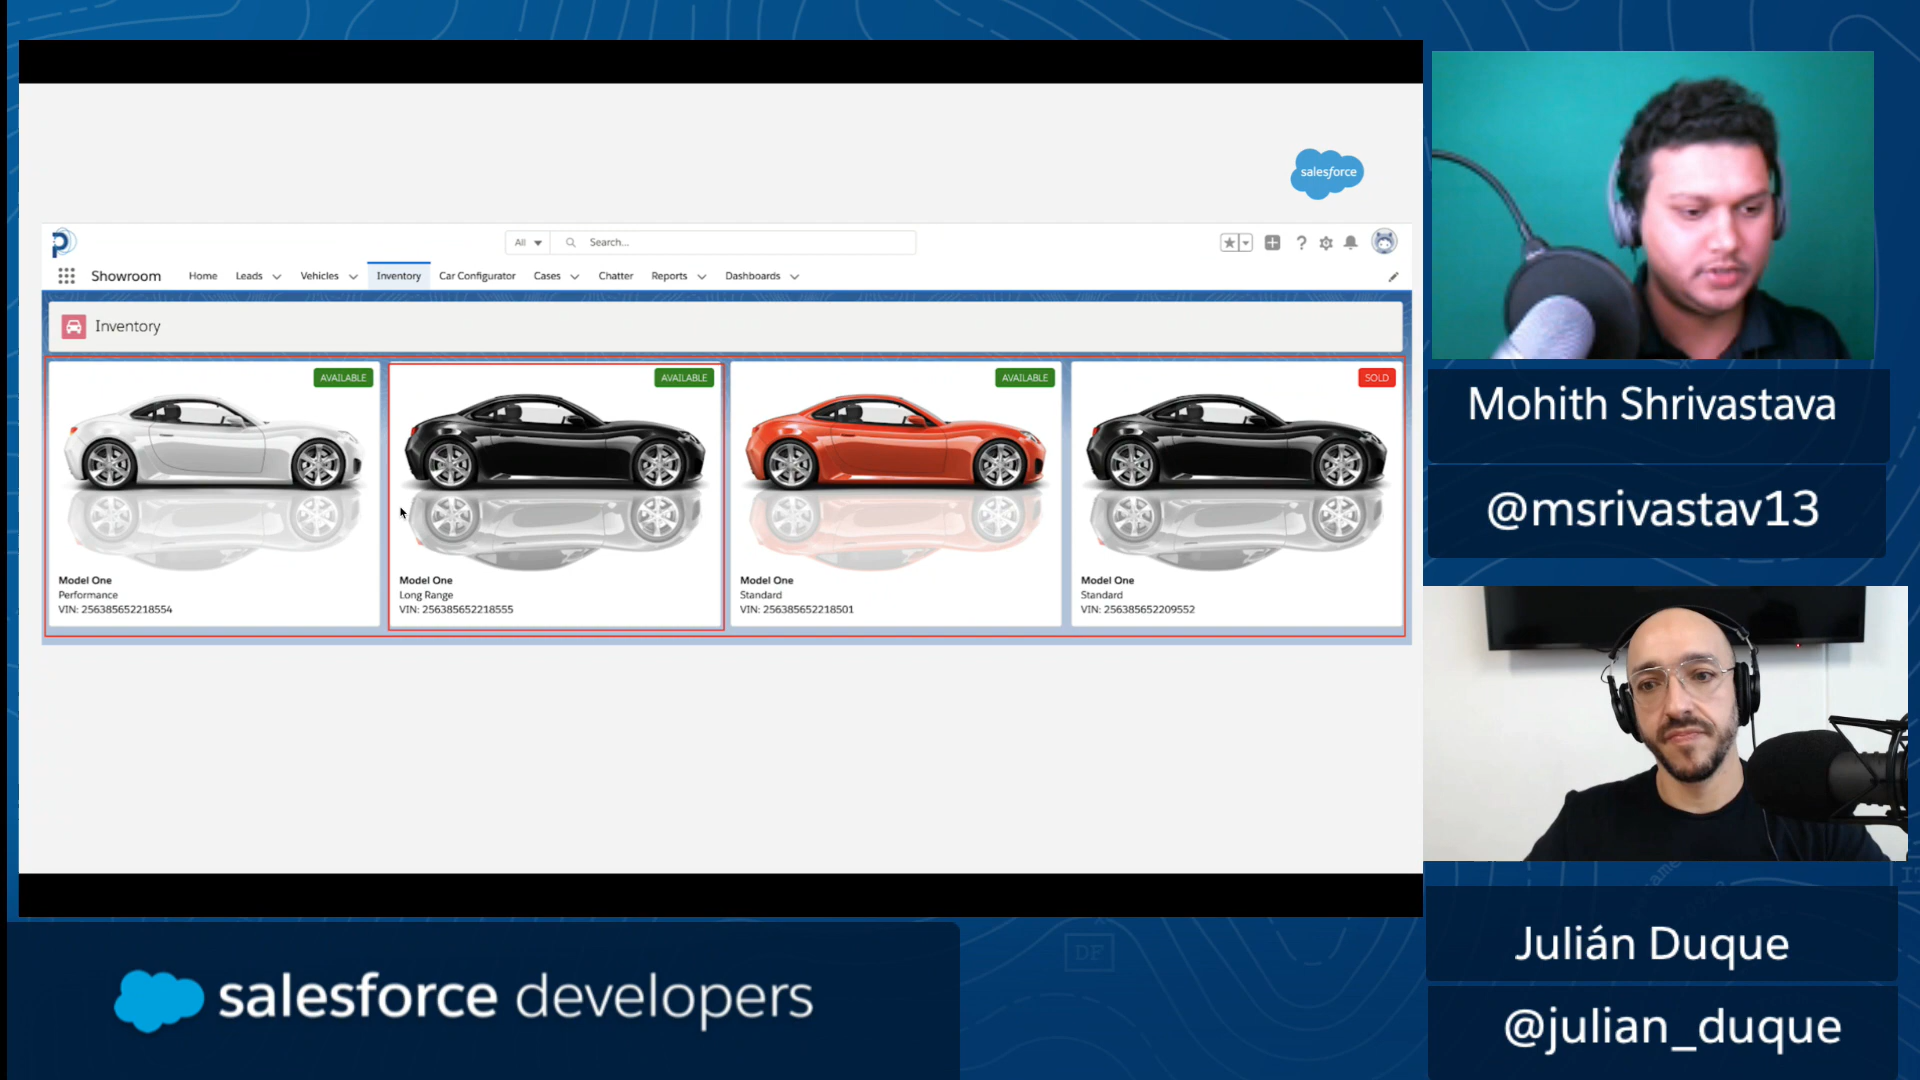 salesforce
All
Search...
Showroom
Home
Leads
Vehicles
Inventory
Car Configurator
Cases
Chatter
Reports
Dashboards
Inventory
AVAILABLE
AVAILABLE
AVAILABLE
SOLD
Model One
Performance
VIN: 256385652218554
Model One
Long Range
VIN: 256385652218555
Model One
Standard
VIN: 256385652218501
Model One
Standard
VIN: 256385652209552
Mohith Shrivastava
@msrivastav13
Julián Duque
@julian_duque
salesforce developers
DF